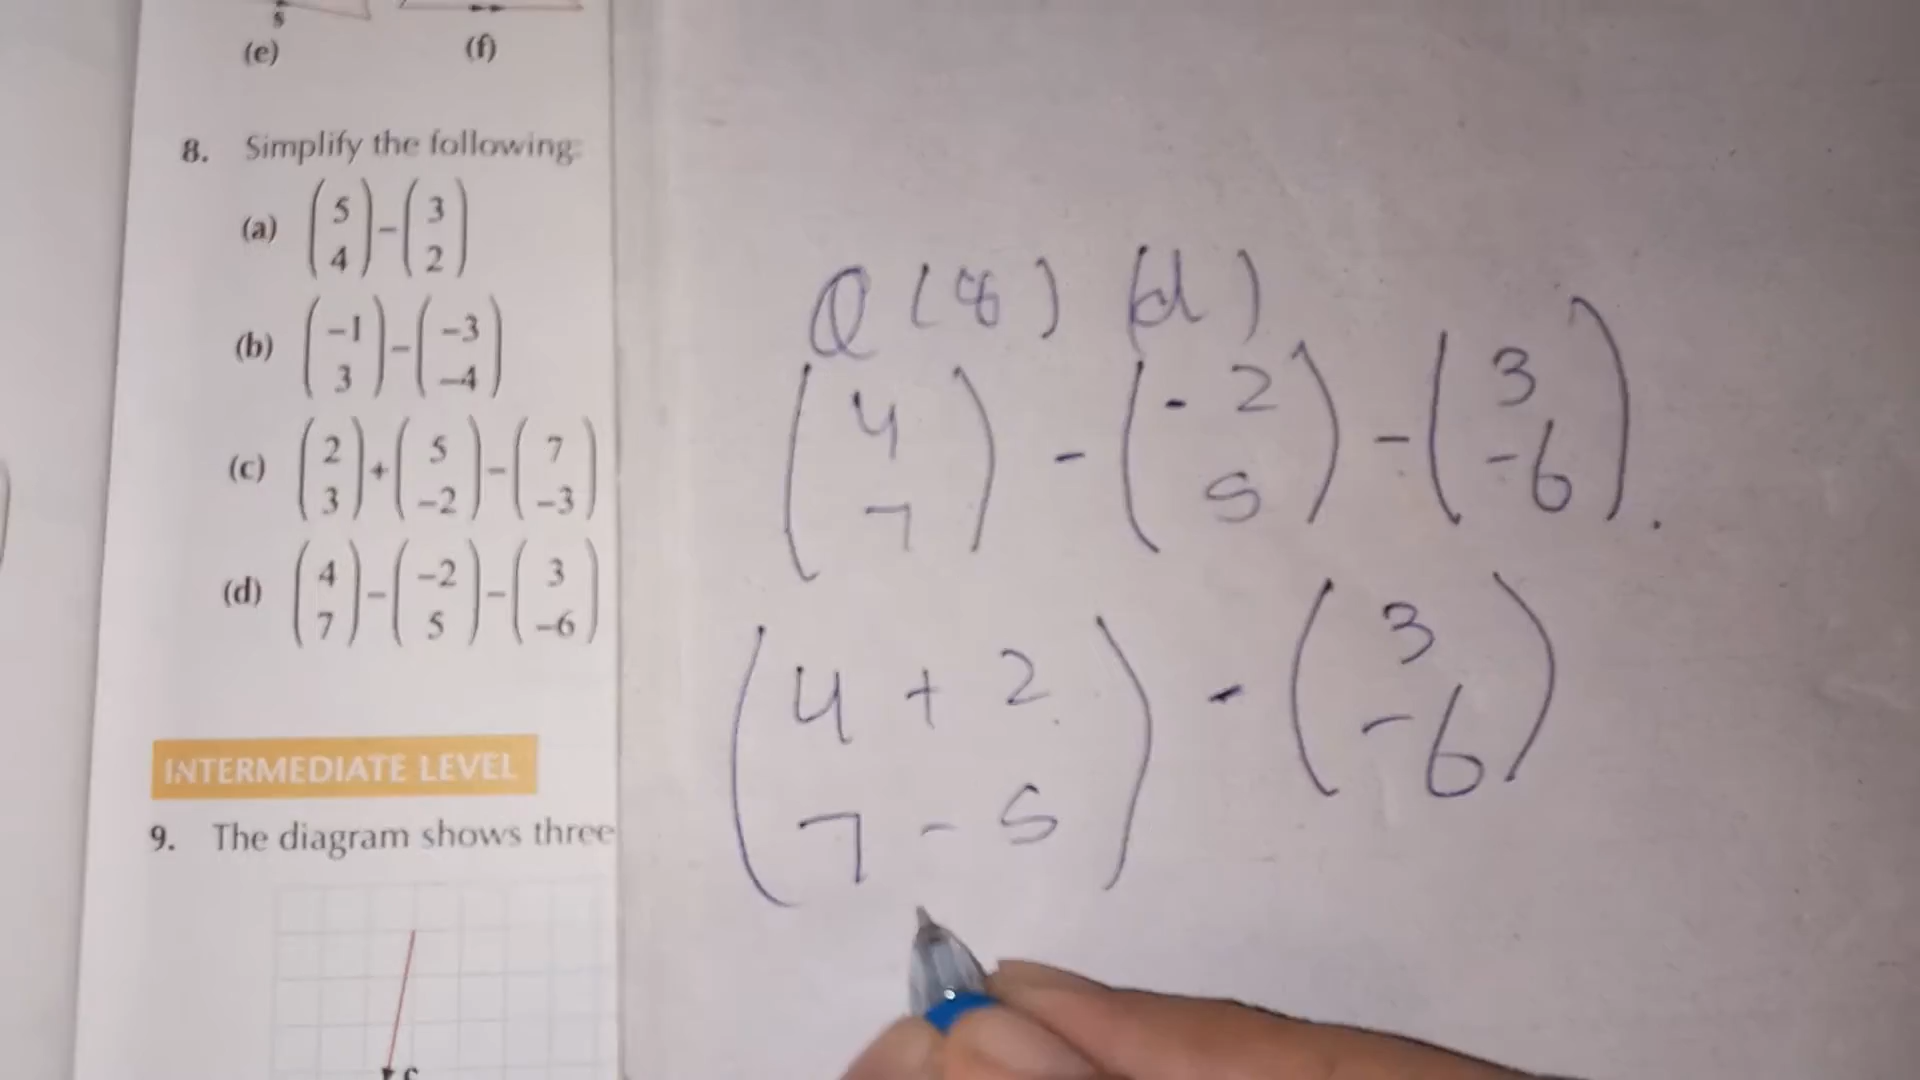 s
(e) (f)
8. Simplify the following:
(a) (5 4) − (3 2)
(b) (−1 3) − (−3 −4)
(c) (2 3) + (5 −2) − (7 −3)
(d) (4 7) − (−2 5) − (3 −6)
INTERMEDIATE LEVEL
9. The diagram shows three
c
Q (8) (d)
(4 7) - (-2 5) - (3 -6).
(4 + 2 7 - 5) - (3 -6)